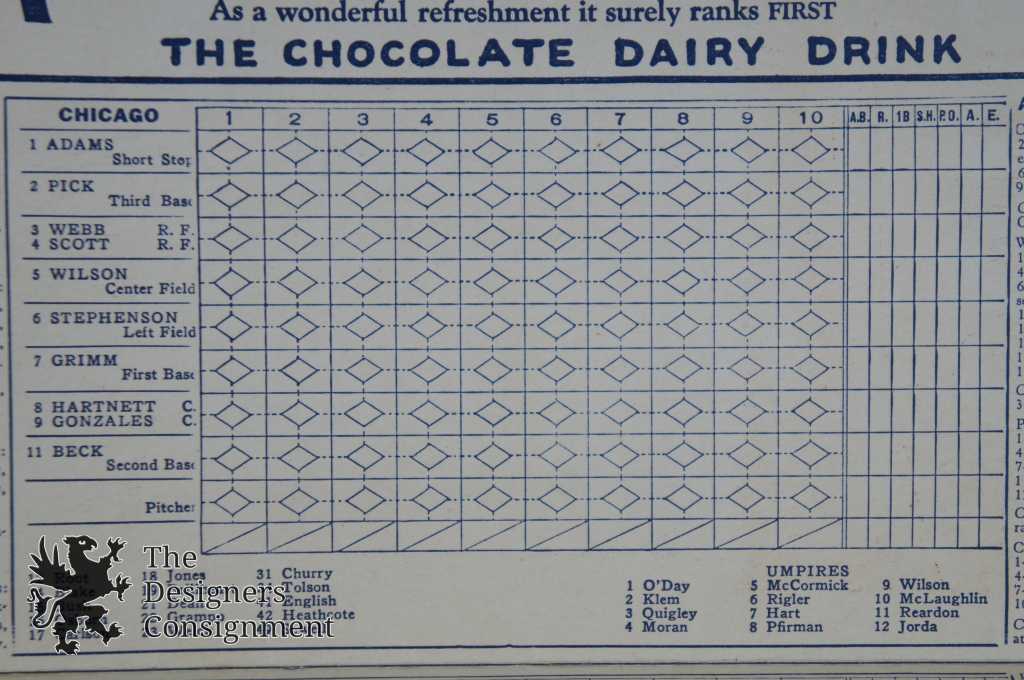 As a wonderful refreshment it surely ranks FIRST
THE CHOCOLATE DAIRY DRINK
CHICAGO 1 2 3 4 5 6 7 8 9 10 A.B. R. 1B S.H. P.O. A. E.
1 ADAMS
Short Stop
2 PICK
Third Base
3 WEBB R. F.
4 SCOTT R. F.
5 WILSON
Center Field
6 STEPHENSON
Left Field
7 GRIMM
First Base
8 HARTNETT C.
9 GONZALES C.
11 BECK
Second Base
Pitcher
The Designers Consignment
18 Jones 31 Churry
Tolson
21 English
42 Heathcote
17
UMPIRES
1 O'Day 5 McCormick 9 Wilson
2 Klem 6 Rigler 10 McLaughlin
3 Quigley 7 Hart 11 Reardon
4 Moran 8 Pfirman 12 Jorda